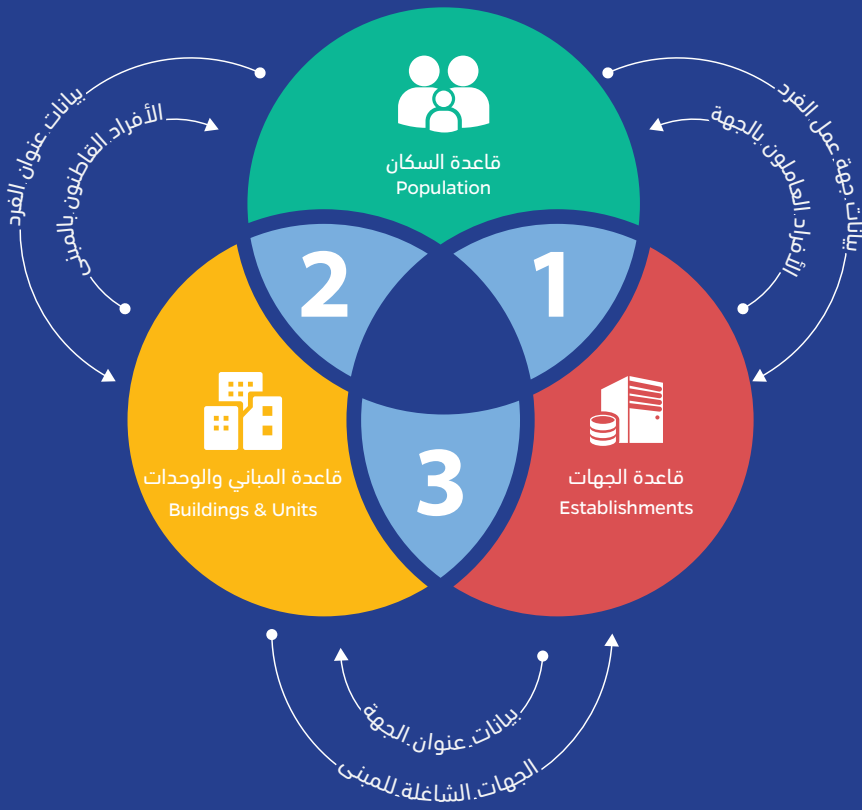 قاعدة السكان
Population
بيانات عنوان الفرد
الأفراد القاطنون بالمبنى
بيانات جهة عمل الفرد
الأفراد العاملون بالجهة
2
1
3
قاعدة المباني والوحدات
Buildings & Units
قاعدة الجهات
Establishments
بيانات عنوان الجهة
الجهات الشاغلة للمبنى